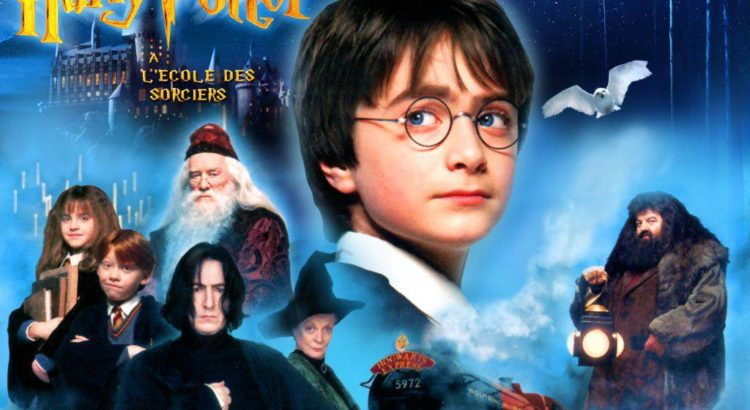 Harry Potter
A
L'ECOLE DES
SORCIERS
HOGWARTS
EXPRESS
5972